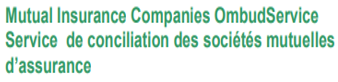 Mutual Insurance Companies OmbudService
Service de conciliation des sociétés mutuelles
d'assurance